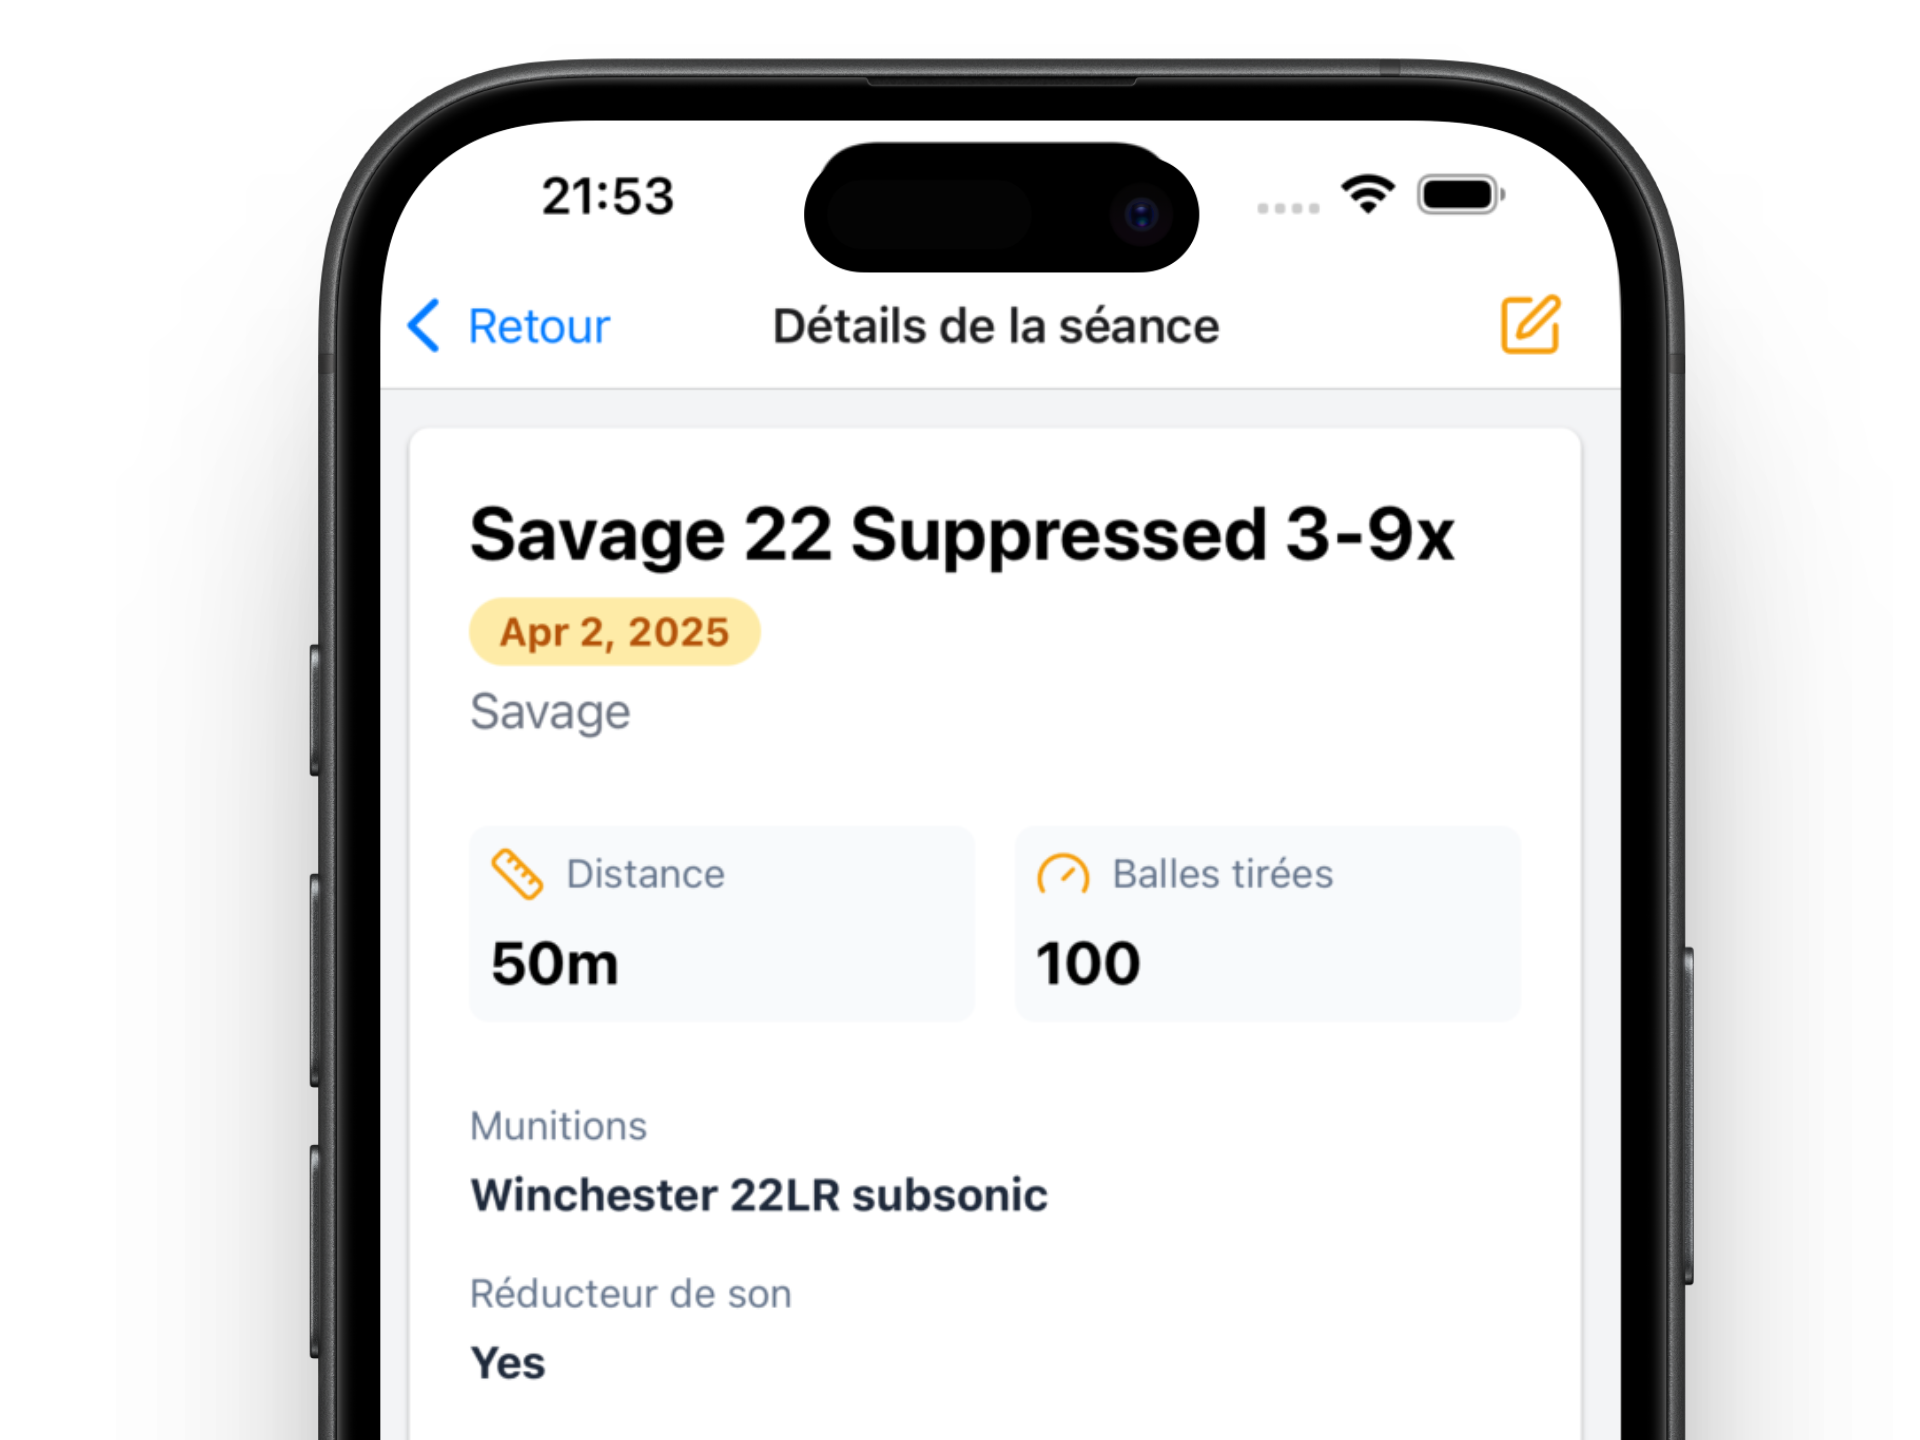 21:53
Retour
Détails de la séance
Savage 22 Suppressed 3-9x
Apr 2, 2025
Savage
Distance
50m
Balles tirées
100
Munitions
Winchester 22LR subsonic
Réducteur de son
Yes